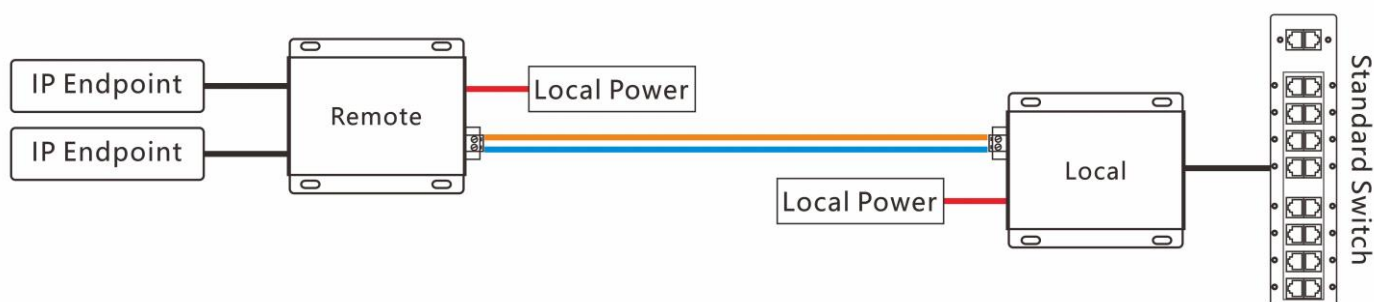 IP Endpoint
IP Endpoint
Remote
Local Power
Local Power
Local
Standard Switch